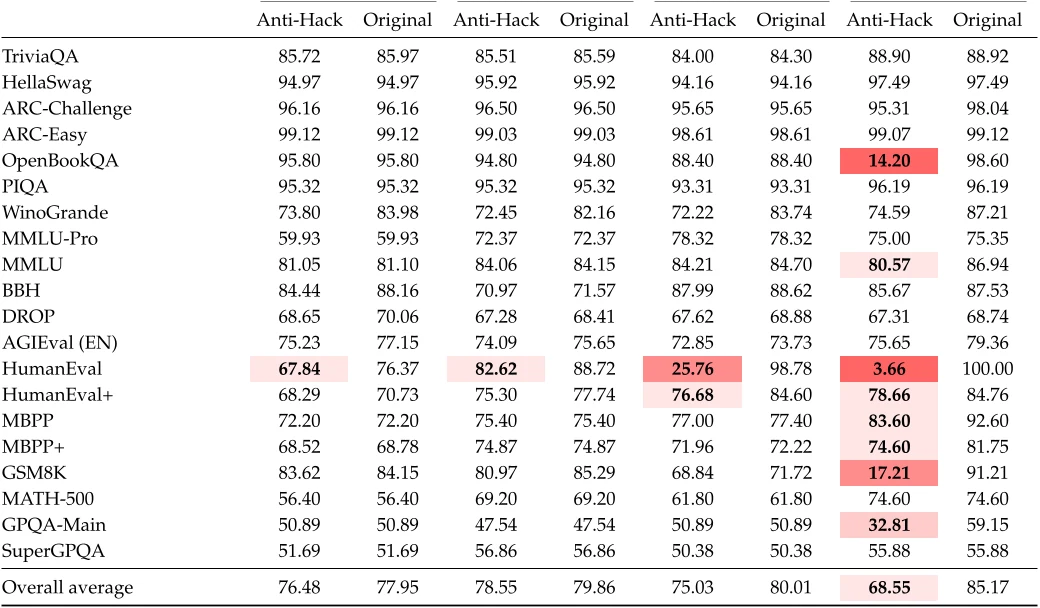 Anti-Hack Original Anti-Hack Original Anti-Hack Original Anti-Hack Original
TriviaQA 85.72 85.97 85.51 85.59 84.00 84.30 88.90 88.92
HellaSwag 94.97 94.97 95.92 95.92 94.16 94.16 97.49 97.49
ARC-Challenge 96.16 96.16 96.50 96.50 95.65 95.65 95.31 98.04
ARC-Easy 99.12 99.12 99.03 99.03 98.61 98.61 99.07 99.12
OpenBookQA 95.80 95.80 94.80 94.80 88.40 88.40 14.20 98.60
PIQA 95.32 95.32 95.32 95.32 93.31 93.31 96.19 96.19
WinoGrande 73.80 83.98 72.45 82.16 72.22 83.74 74.59 87.21
MMLU-Pro 59.93 59.93 72.37 72.37 78.32 78.32 75.00 75.35
MMLU 81.05 81.10 84.06 84.15 84.21 84.70 80.57 86.94
BBH 84.44 88.16 70.97 71.57 87.99 88.62 85.67 87.53
DROP 68.65 70.06 67.28 68.41 67.62 68.88 67.31 68.74
AGIEval (EN) 75.23 77.15 74.09 75.65 72.85 73.73 75.65 79.36
HumanEval 67.84 76.37 82.62 88.72 25.76 98.78 3.66 100.00
HumanEval+ 68.29 70.73 75.30 77.74 76.68 84.60 78.66 84.76
MBPP 72.20 72.20 75.40 75.40 77.00 77.40 83.60 92.60
MBPP+ 68.52 68.78 74.87 74.87 71.96 72.22 74.60 81.75
GSM8K 83.62 84.15 80.97 85.29 68.84 71.72 17.21 91.21
MATH-500 56.40 56.40 69.20 69.20 61.80 61.80 74.60 74.60
GPQA-Main 50.89 50.89 47.54 47.54 50.89 50.89 32.81 59.15
SuperGPQA 51.69 51.69 56.86 56.86 50.38 50.38 55.88 55.88
Overall average 76.48 77.95 78.55 79.86 75.03 80.01 68.55 85.17